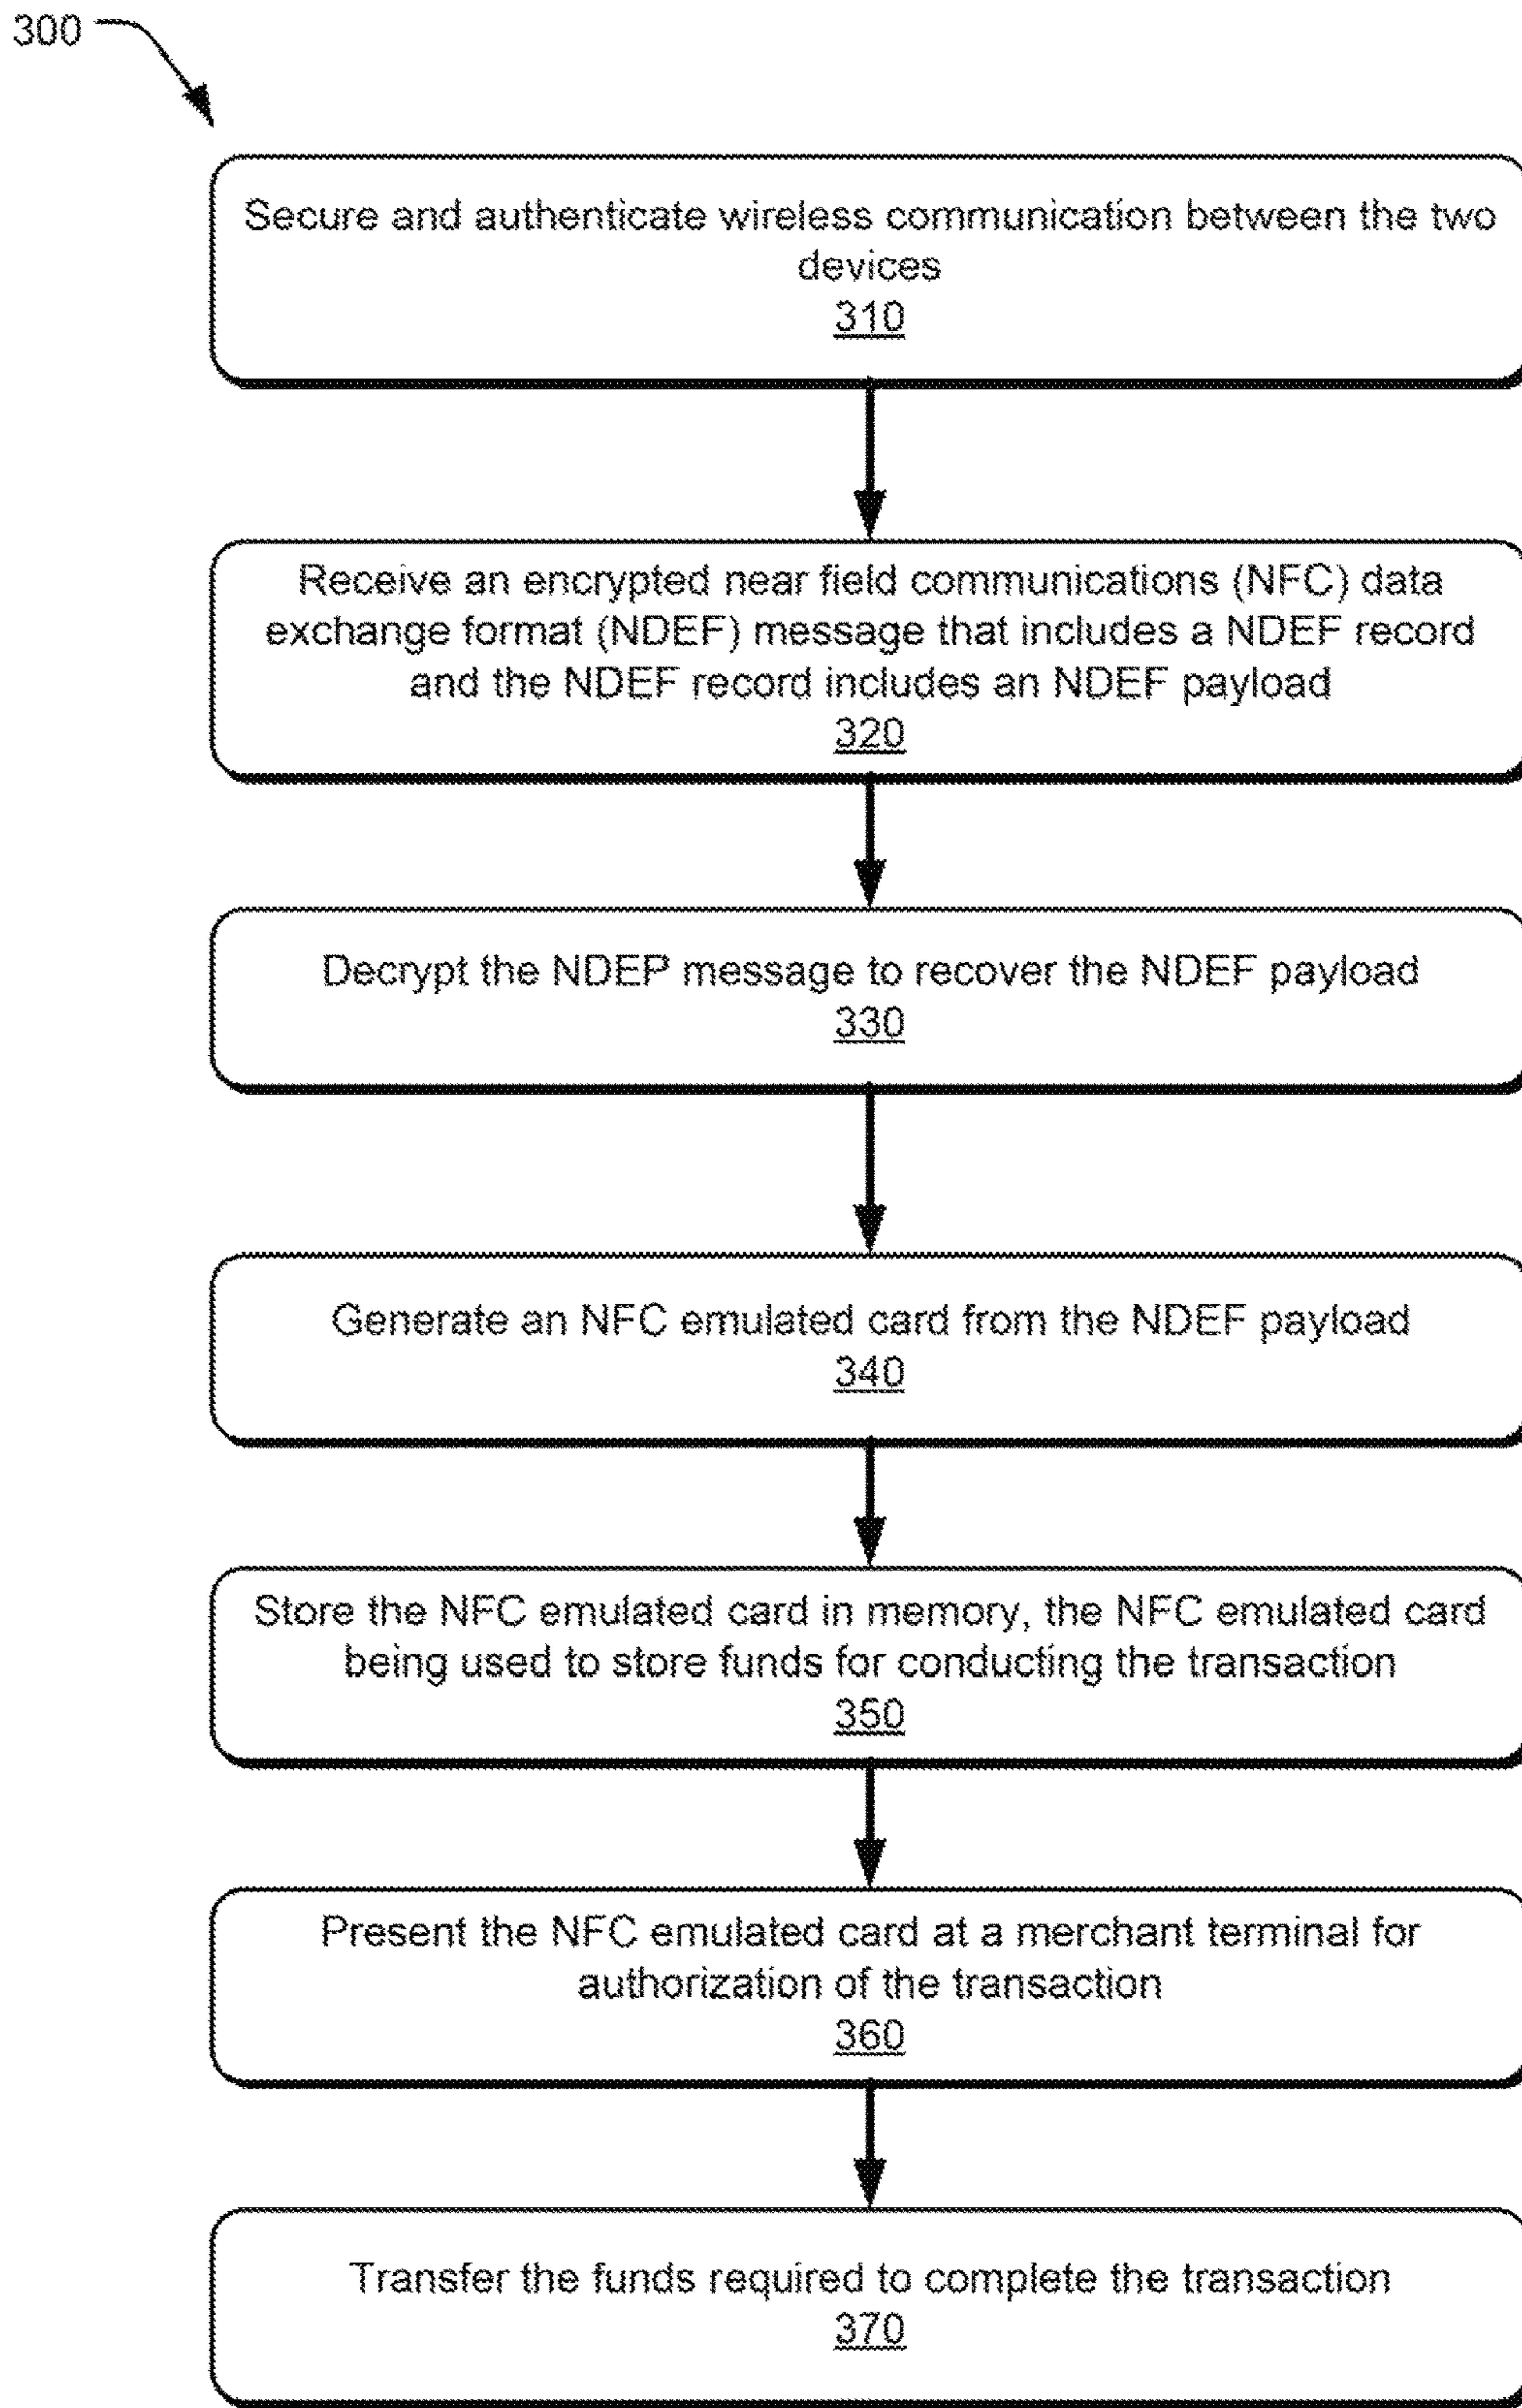 300
Secure and authenticate wireless communication between the two
devices
310
Receive an encrypted near field communications (NFC) data
exchange format (NDEF) message that includes a NDEF record
and the NDEF record includes an NDEF payload
320
Decrypt the NDEP message to recover the NDEF payload
330
Generate an NFC emulated card from the NDEF payload
340
Store the NFC emulated card in memory, the NFC emulated card
being used to store funds for conducting the transaction
350
Present the NFC emulated card at a merchant terminal for
authorization of the transaction
360
Transfer the funds required to complete the transaction
370